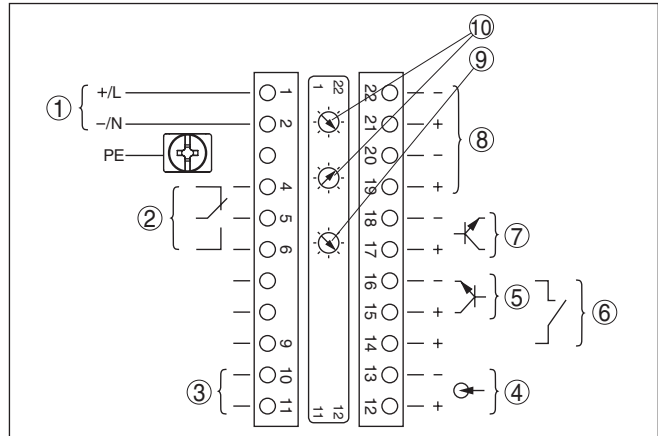 ⑩
⑨
+/L 1 1 22 22 −
① 8
−/N 2 21 + ⑧
PE 20 −
4 19 +
② 5 18 − ⑦
6 17 +
16 − ⑤ ⑥
15 +
9 14 +
③ 10 13 − ④
11 11 12 12 +